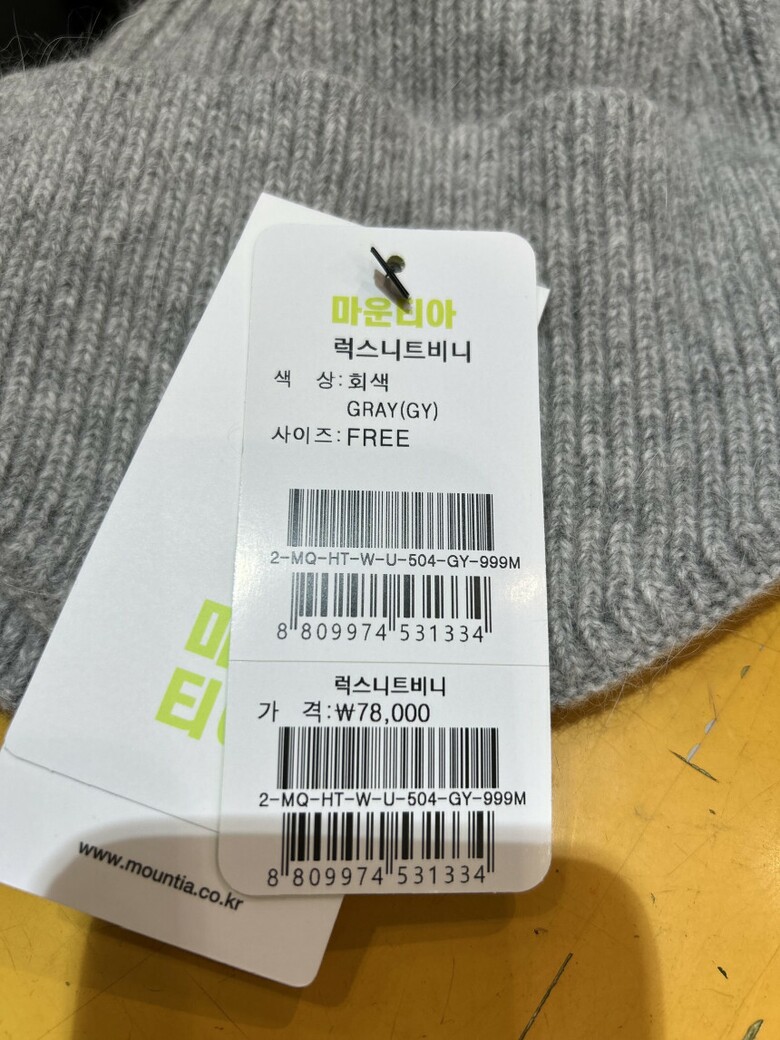 마운티아
럭스니트비니
색 상:회색
GRAY(GY)
사이즈:FREE
2-MQ-HT-W-U-504-GY-999M
8 809974 531334
럭스니트비니
가 격:₩78,000
2-MQ-HT-W-U-504-GY-999M
8 809974 531334
www.mountia.co.kr